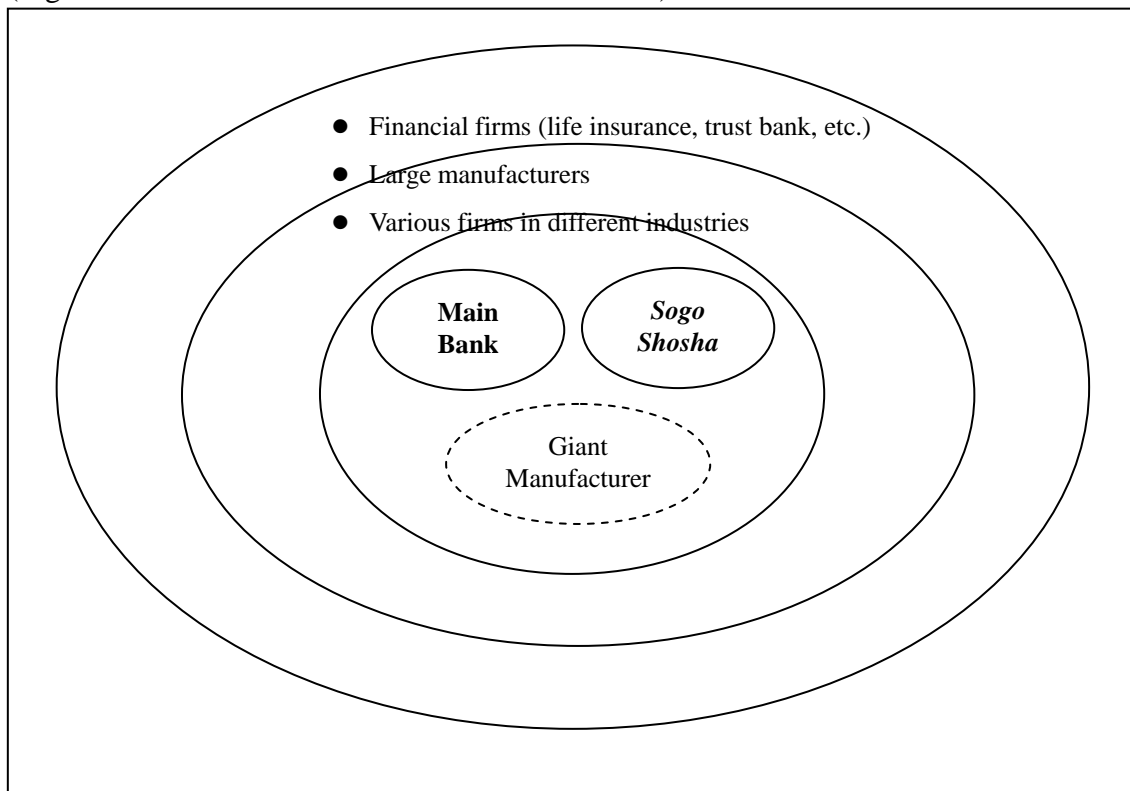 ● Financial firms (life insurance, trust bank, etc.)
● Large manufacturers
● Various firms in different industries
Main
Bank
Sogo
Shosha
Giant
Manufacturer